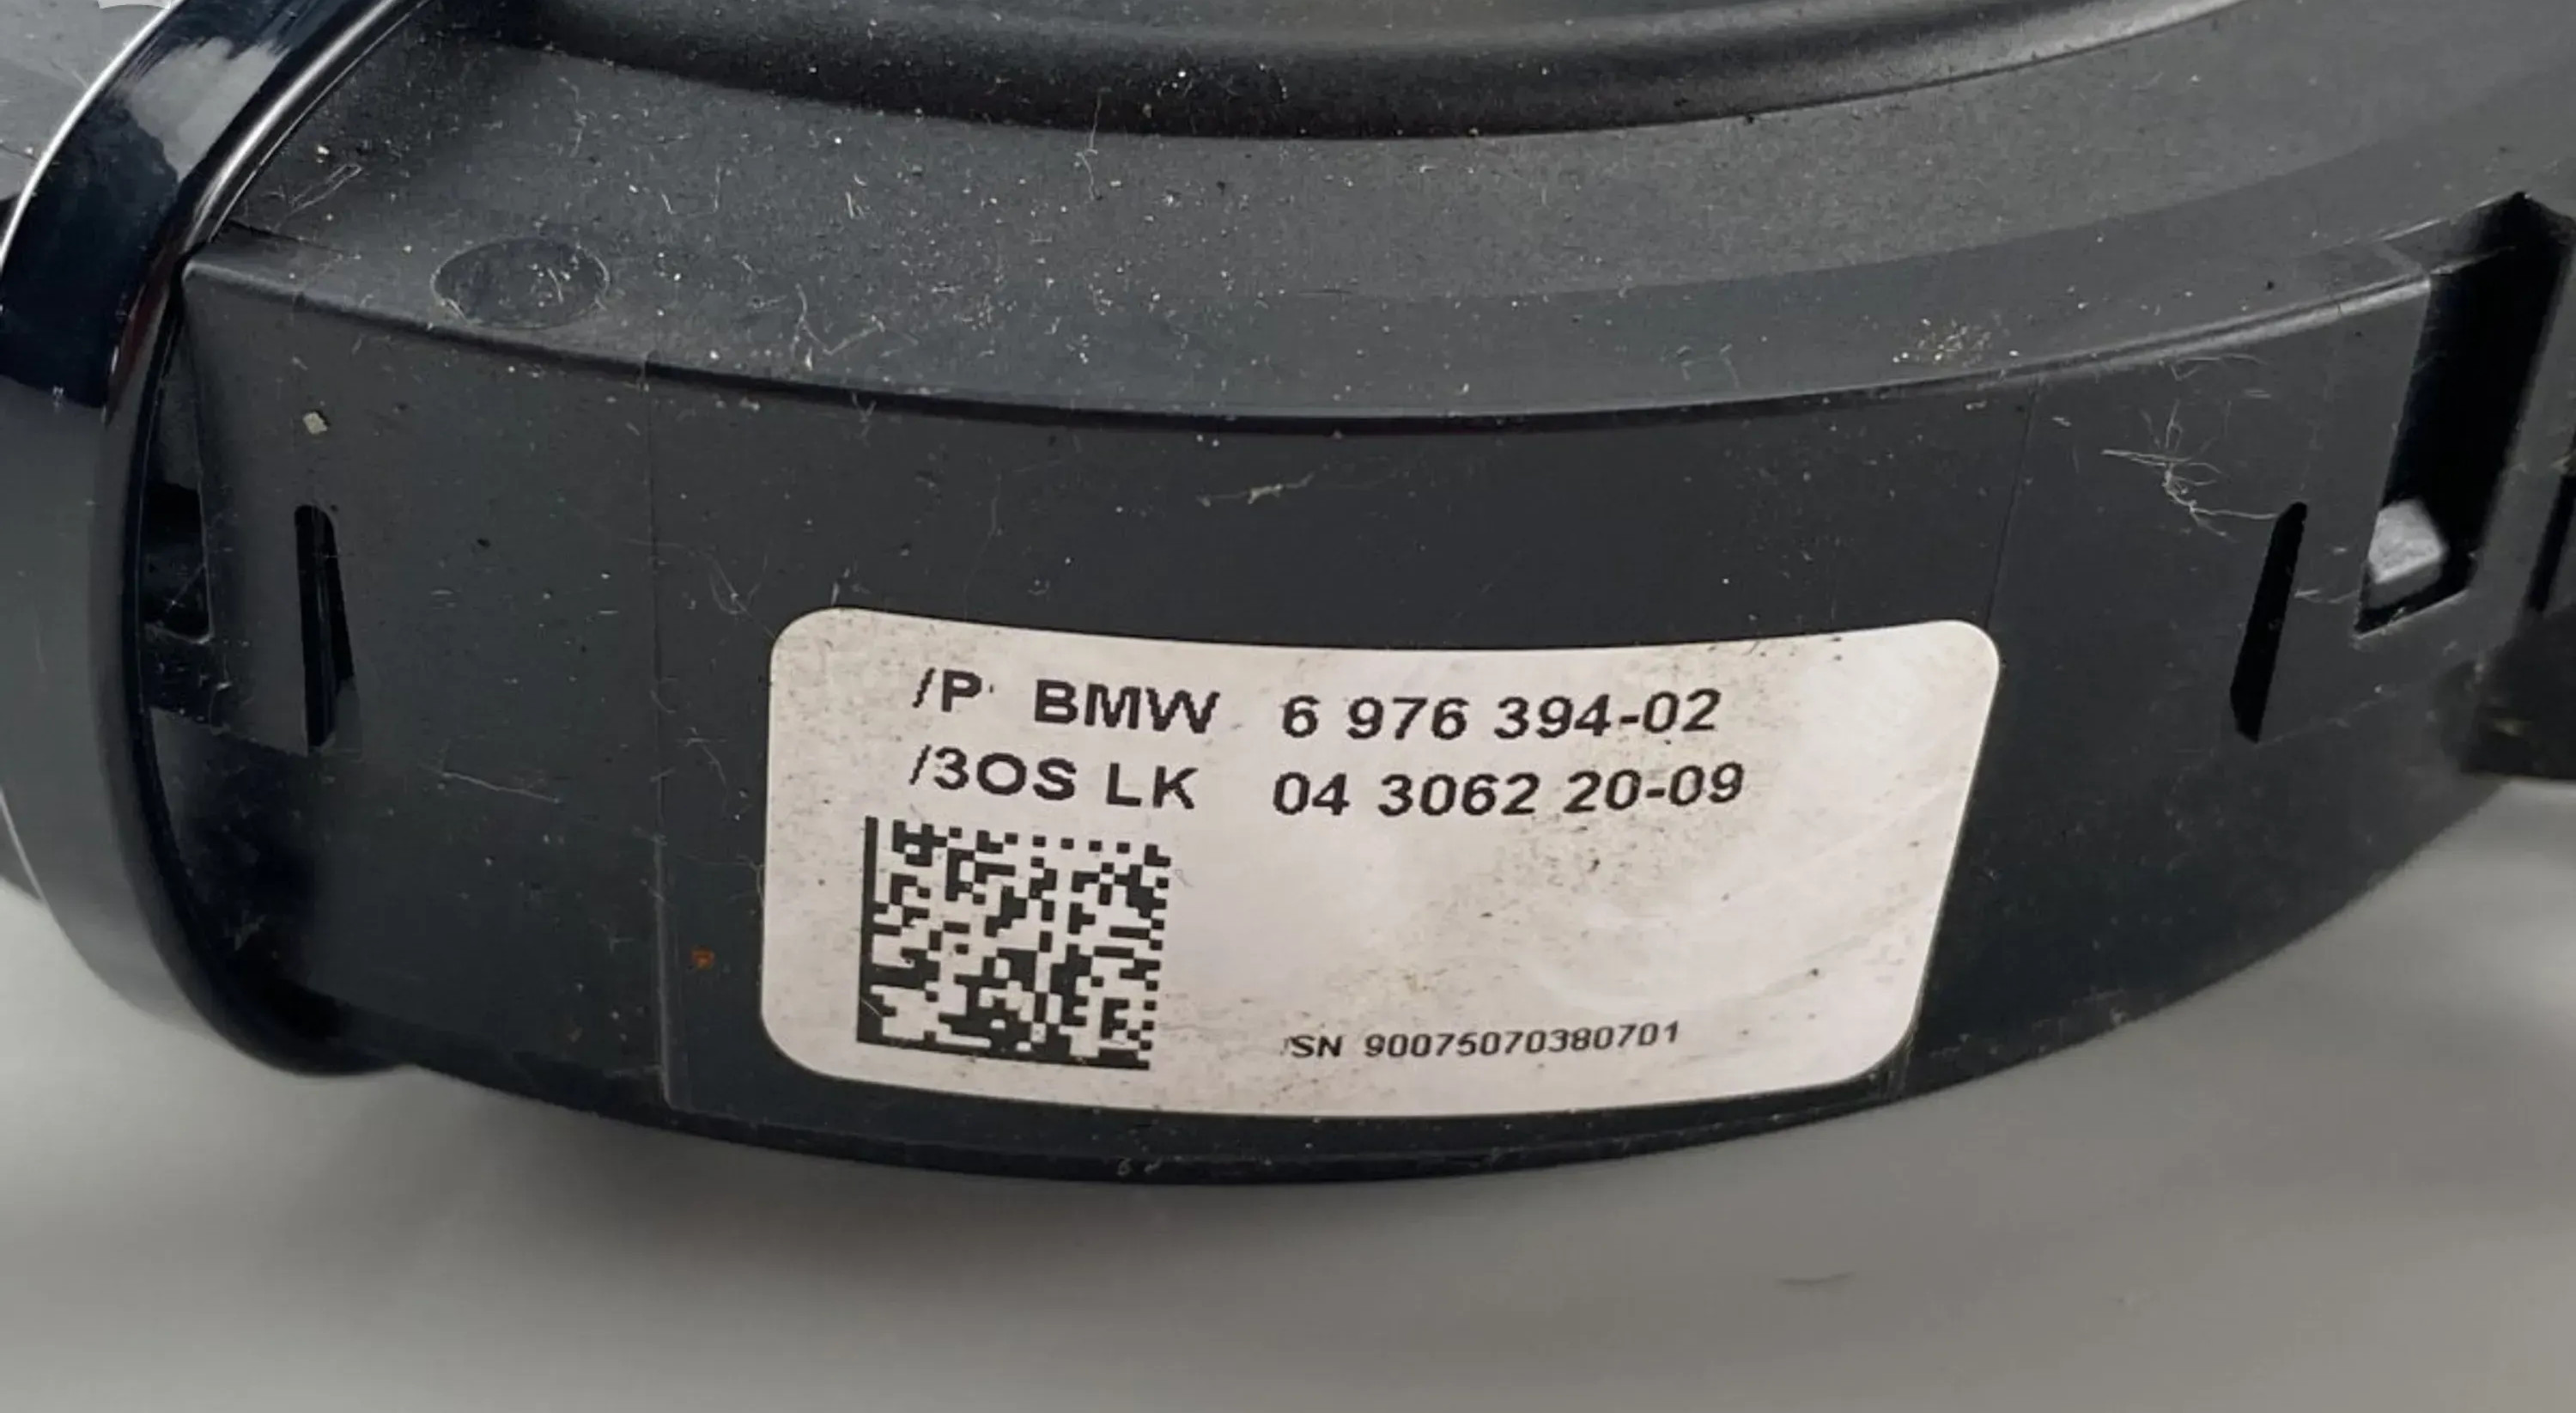 /P BMW 6 976 394-02
/3OS LK 04 3062 20-09
/SN 90075070380701